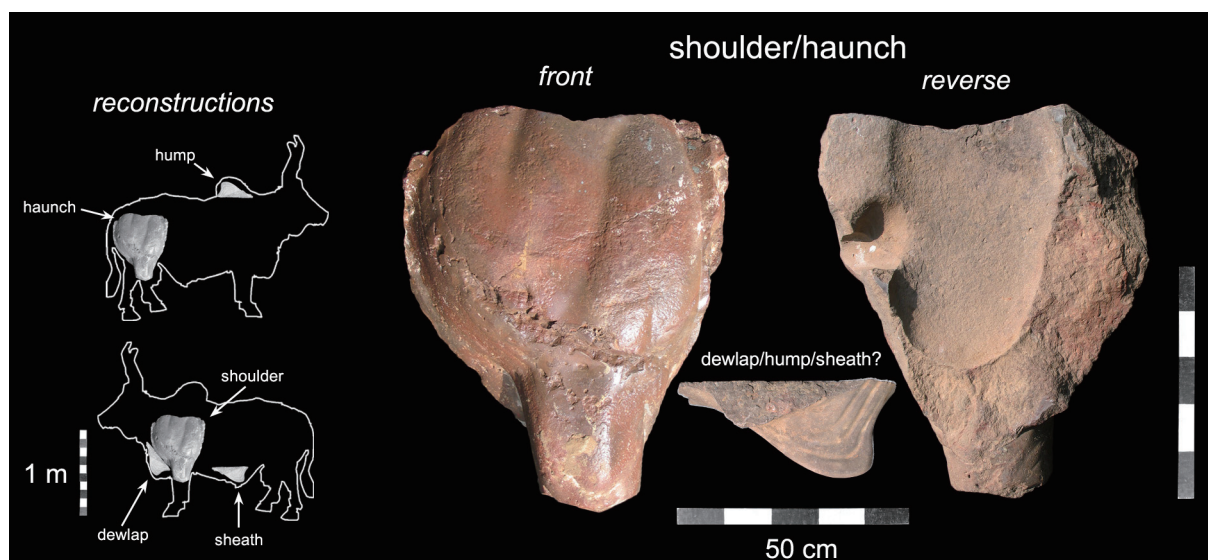 shoulder/haunch
front
reverse
reconstructions
hump
haunch
dewlap/hump/sheath?
shoulder
1 m
dewlap
sheath
50 cm